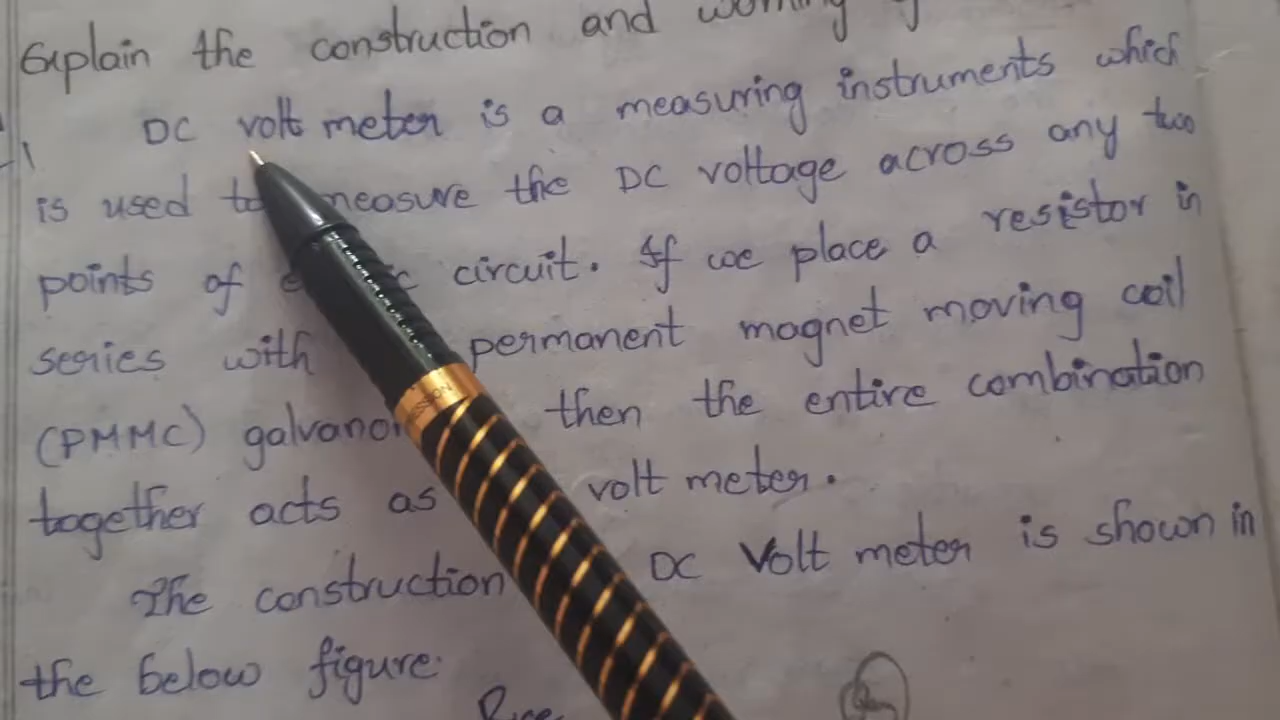 Explain the construction and
DC volt meter is a measuring instruments which
is used to measure the DC voltage across any two
points of circuit. If we place a resistor in
series with permanent magnet moving coil
(PMMC) then the entire combination
together acts as volt meter.
The construction DC Volt meter is shown in
the below figure.